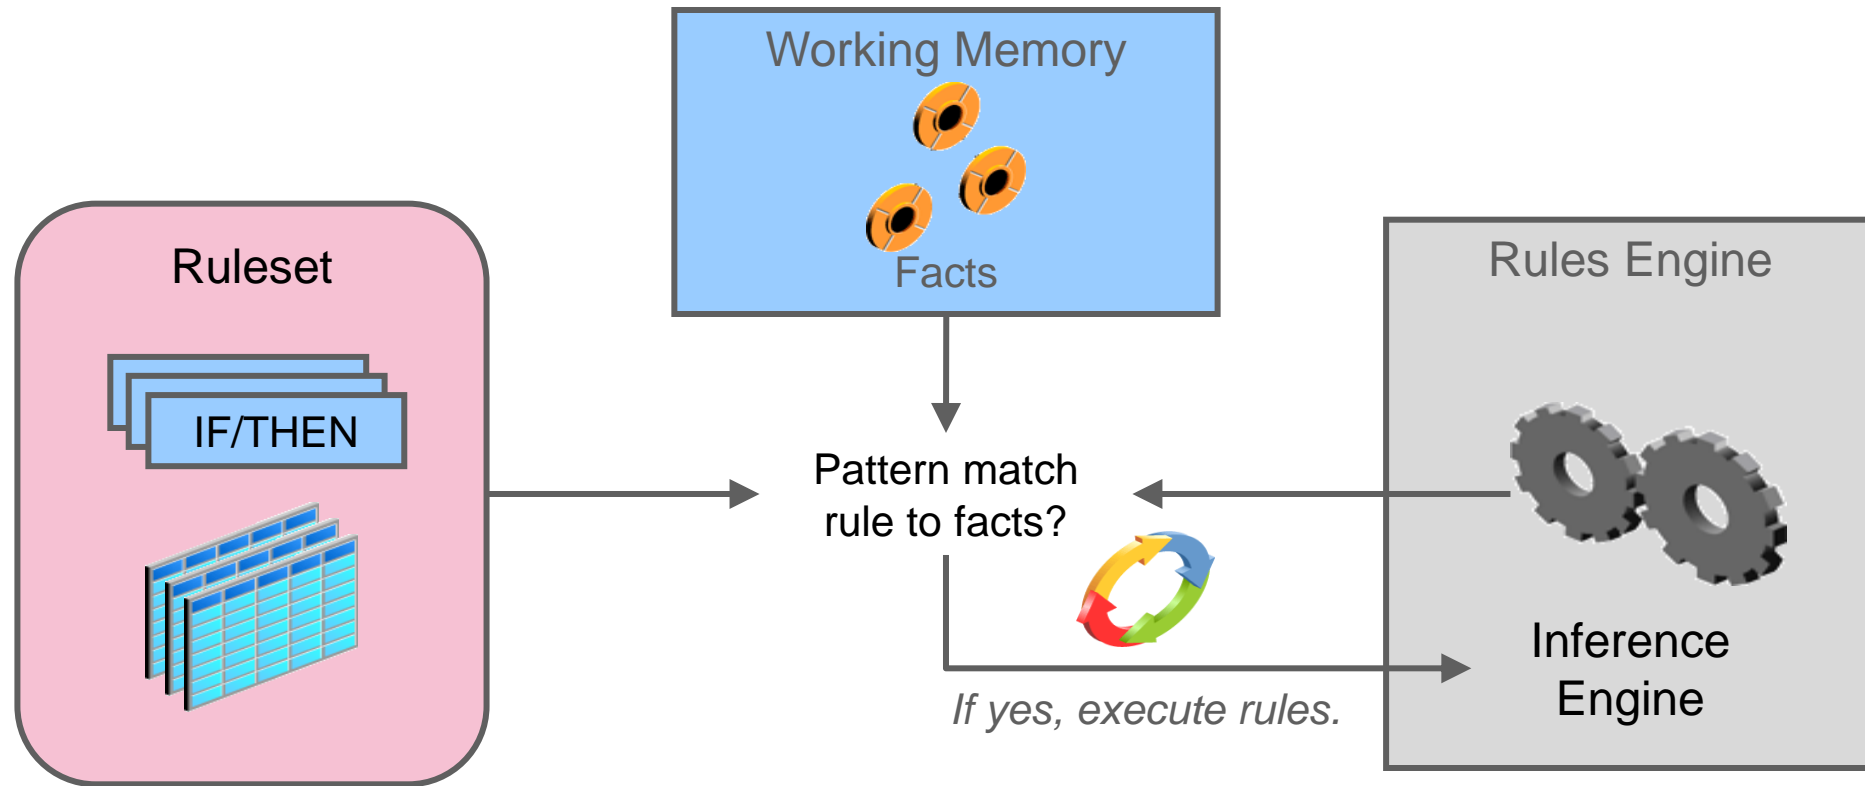 Working Memory
Facts
Ruleset
IF/THEN
Pattern match
rule to facts?
If yes, execute rules.
Rules Engine
Inference
Engine